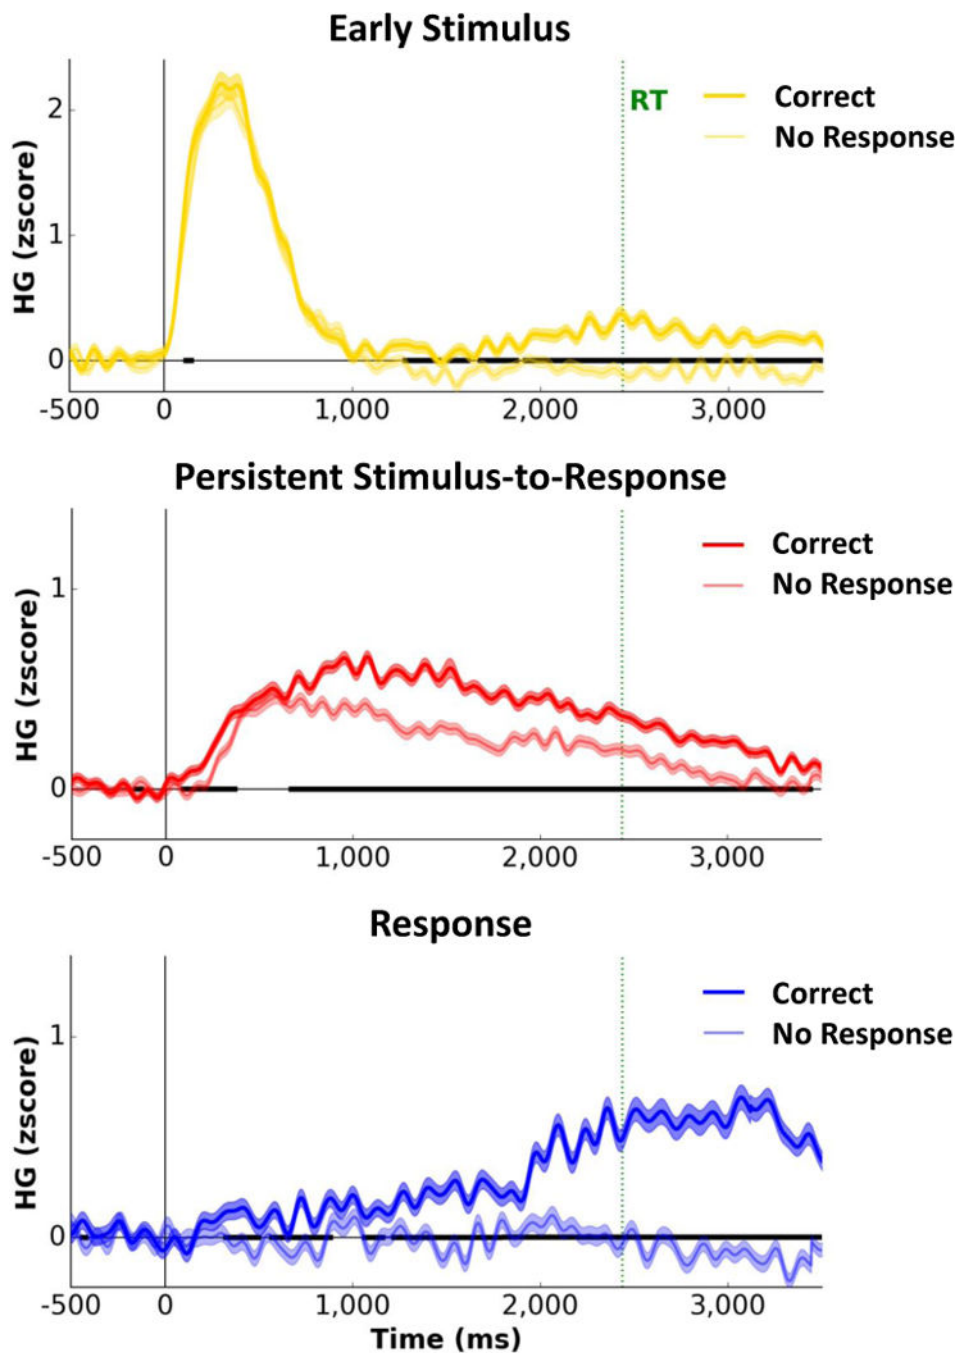 Early Stimulus
HG (zscore)
2
1
0
RT
Correct
No Response
-500 0 1,000 2,000 3,000
Persistent Stimulus-to-Response
HG (zscore)
1
0
Correct
No Response
-500 0 1,000 2,000 3,000
Response
HG (zscore)
1
0
Correct
No Response
-500 0 1,000 2,000 3,000
Time (ms)